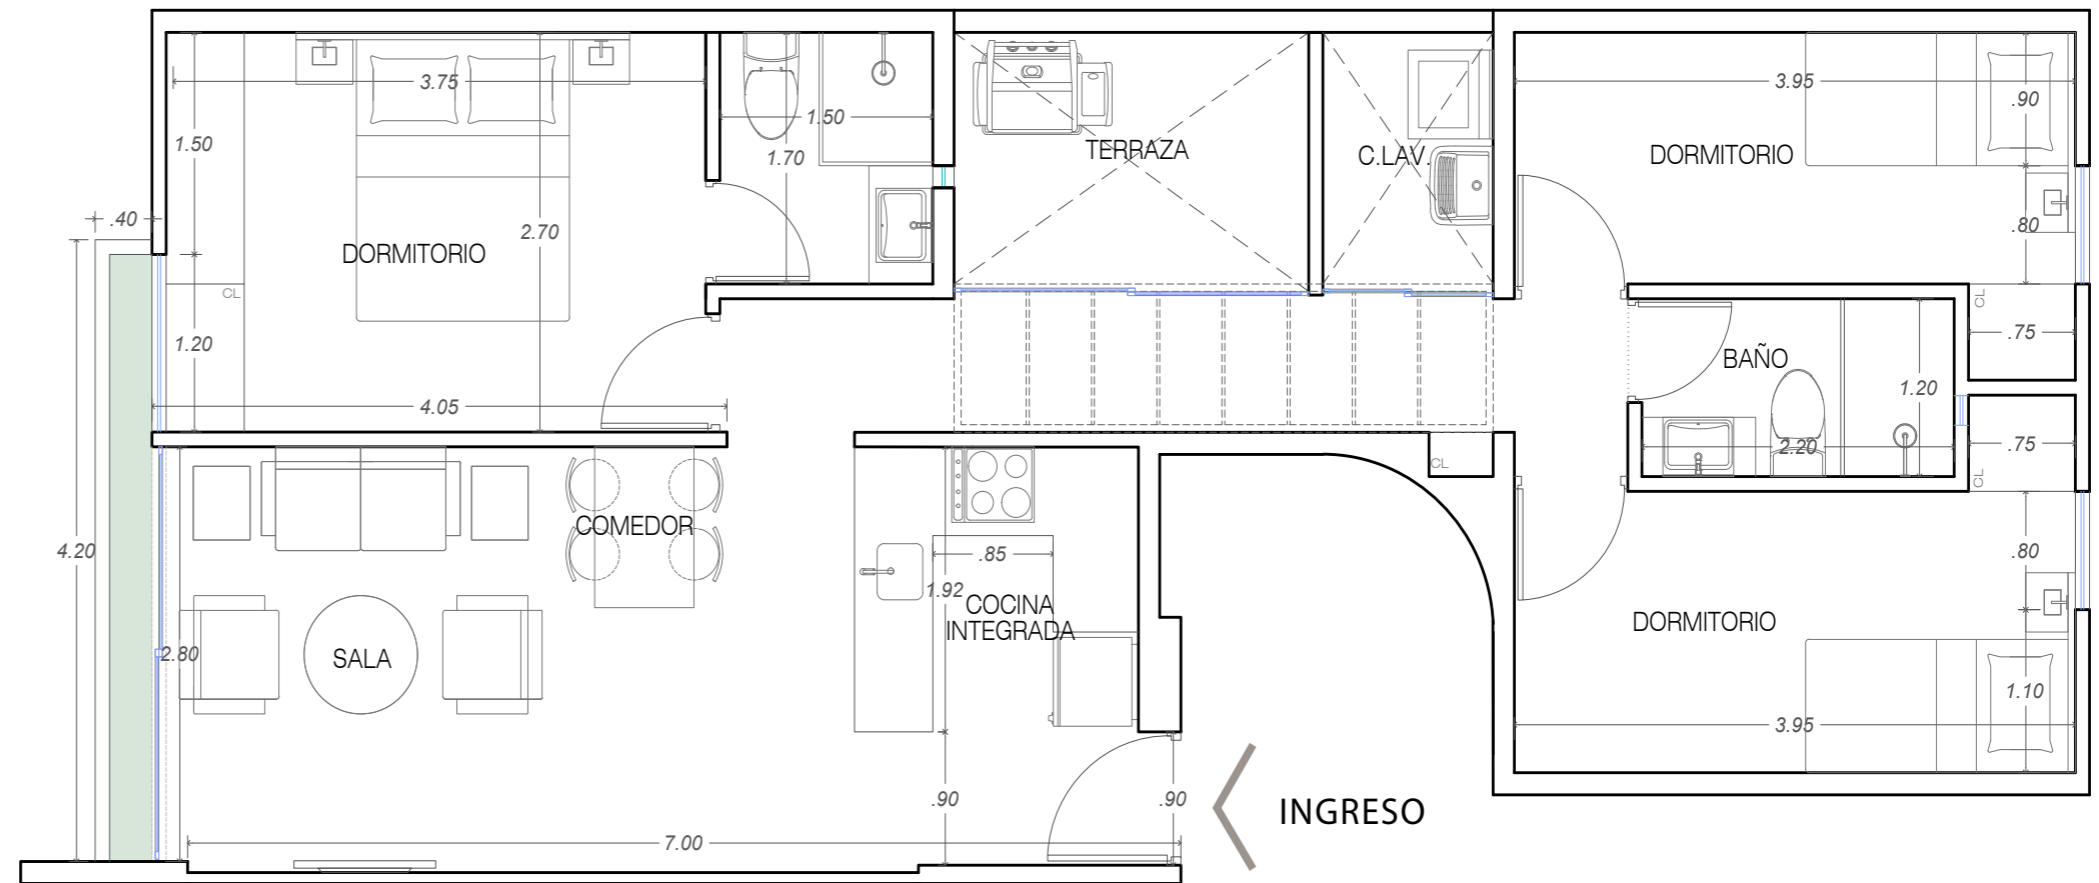 3.75
1.50
2.70
DORMITORIO
CL
1.20
4.05
.40
4.20
1.50
1.70
TERRAZA
C.LAV.
3.95
.90
DORMITORIO
.80
CL
.75
BAÑO
1.20
2.20
.75
CL
CL
.80
DORMITORIO
1.10
3.95
COMEDOR
SALA
2.80
.85
1.92
COCINA
INTEGRADA
.90
.90
INGRESO
7.00